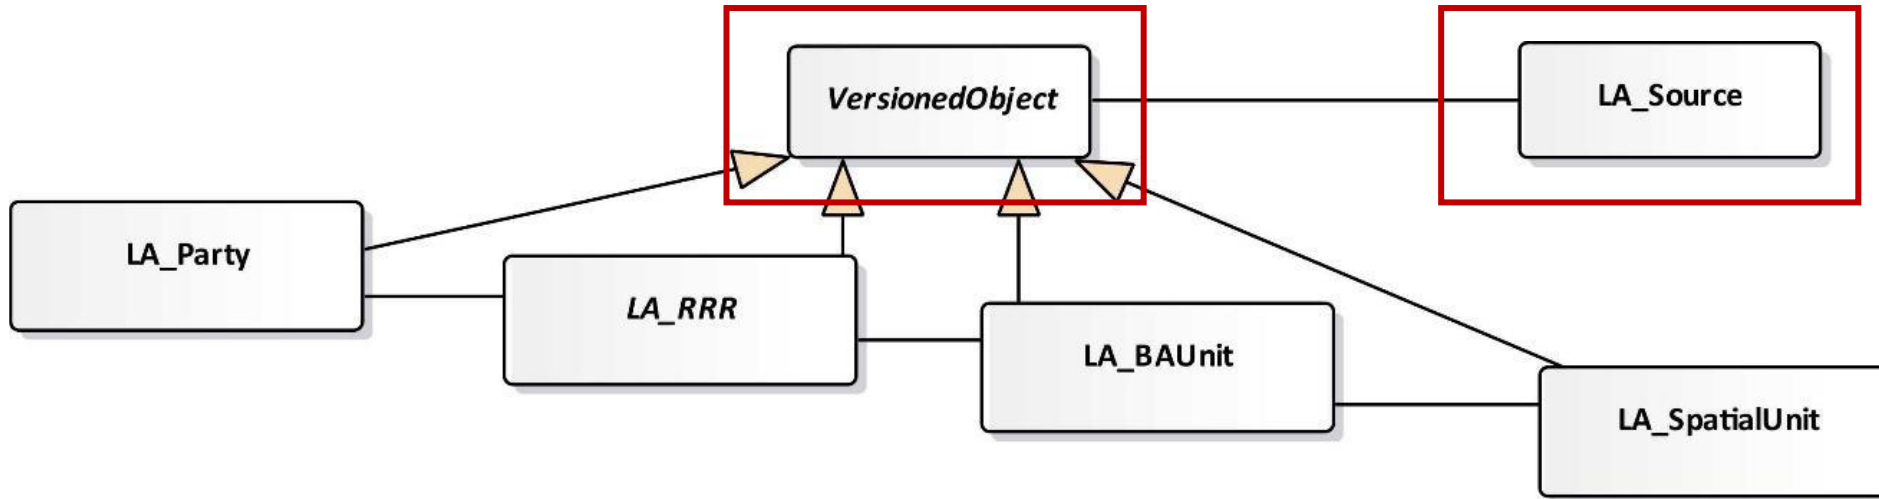 VersionedObject
LA_Source
LA_Party
LA_RRR
LA_BAUnit
LA_SpatialUnit